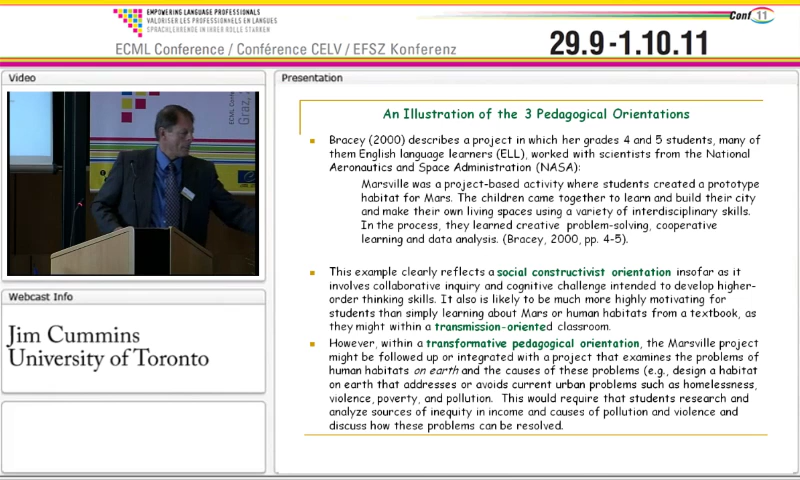 EMPOWERING LANGUAGE PROFESSIONALS
VALORISER LES PROFESSIONNELS EN LANGUES
SPRACHLEHRENDE IN IHRER ROLLE STÄRKEN
ECML Conference / Conférence CELV / EFSZ Konferenz
Conf 11
29.9 -1.10.11
Video
Graz,
Webcast Info
Jim Cummins
University of Toronto
Presentation
An Illustration of the 3 Pedagogical Orientations
Bracey (2000) describes a project in which her grades 4 and 5 students, many of
them English language learners (ELL), worked with scientists from the National
Aeronautics and Space Administration (NASA):
Marsville was a project-based activity where students created a prototype
habitat for Mars. The children came together to learn and build their city
and make their own living spaces using a variety of interdisciplinary skills.
In the process, they learned creative problem-solving, cooperative
learning and data analysis. (Bracey, 2000, pp. 4-5).
This example clearly reflects a social constructivist orientation insofar as it
involves collaborative inquiry and cognitive challenge intended to develop higher-
order thinking skills. It also is likely to be much more highly motivating for
students than simply learning about Mars or human habitats from a textbook, as
they might within a transmission-oriented classroom.
However, within a transformative pedagogical orientation, the Marsville project
might be followed up or integrated with a project that examines the problems of
human habitats on earth and the causes of these problems (e.g., design a habitat
on earth that addresses or avoids current urban problems such as homelessness,
violence, poverty, and pollution. This would require that students research and
analyze sources of inequity in income and causes of pollution and violence and
discuss how these problems can be resolved.